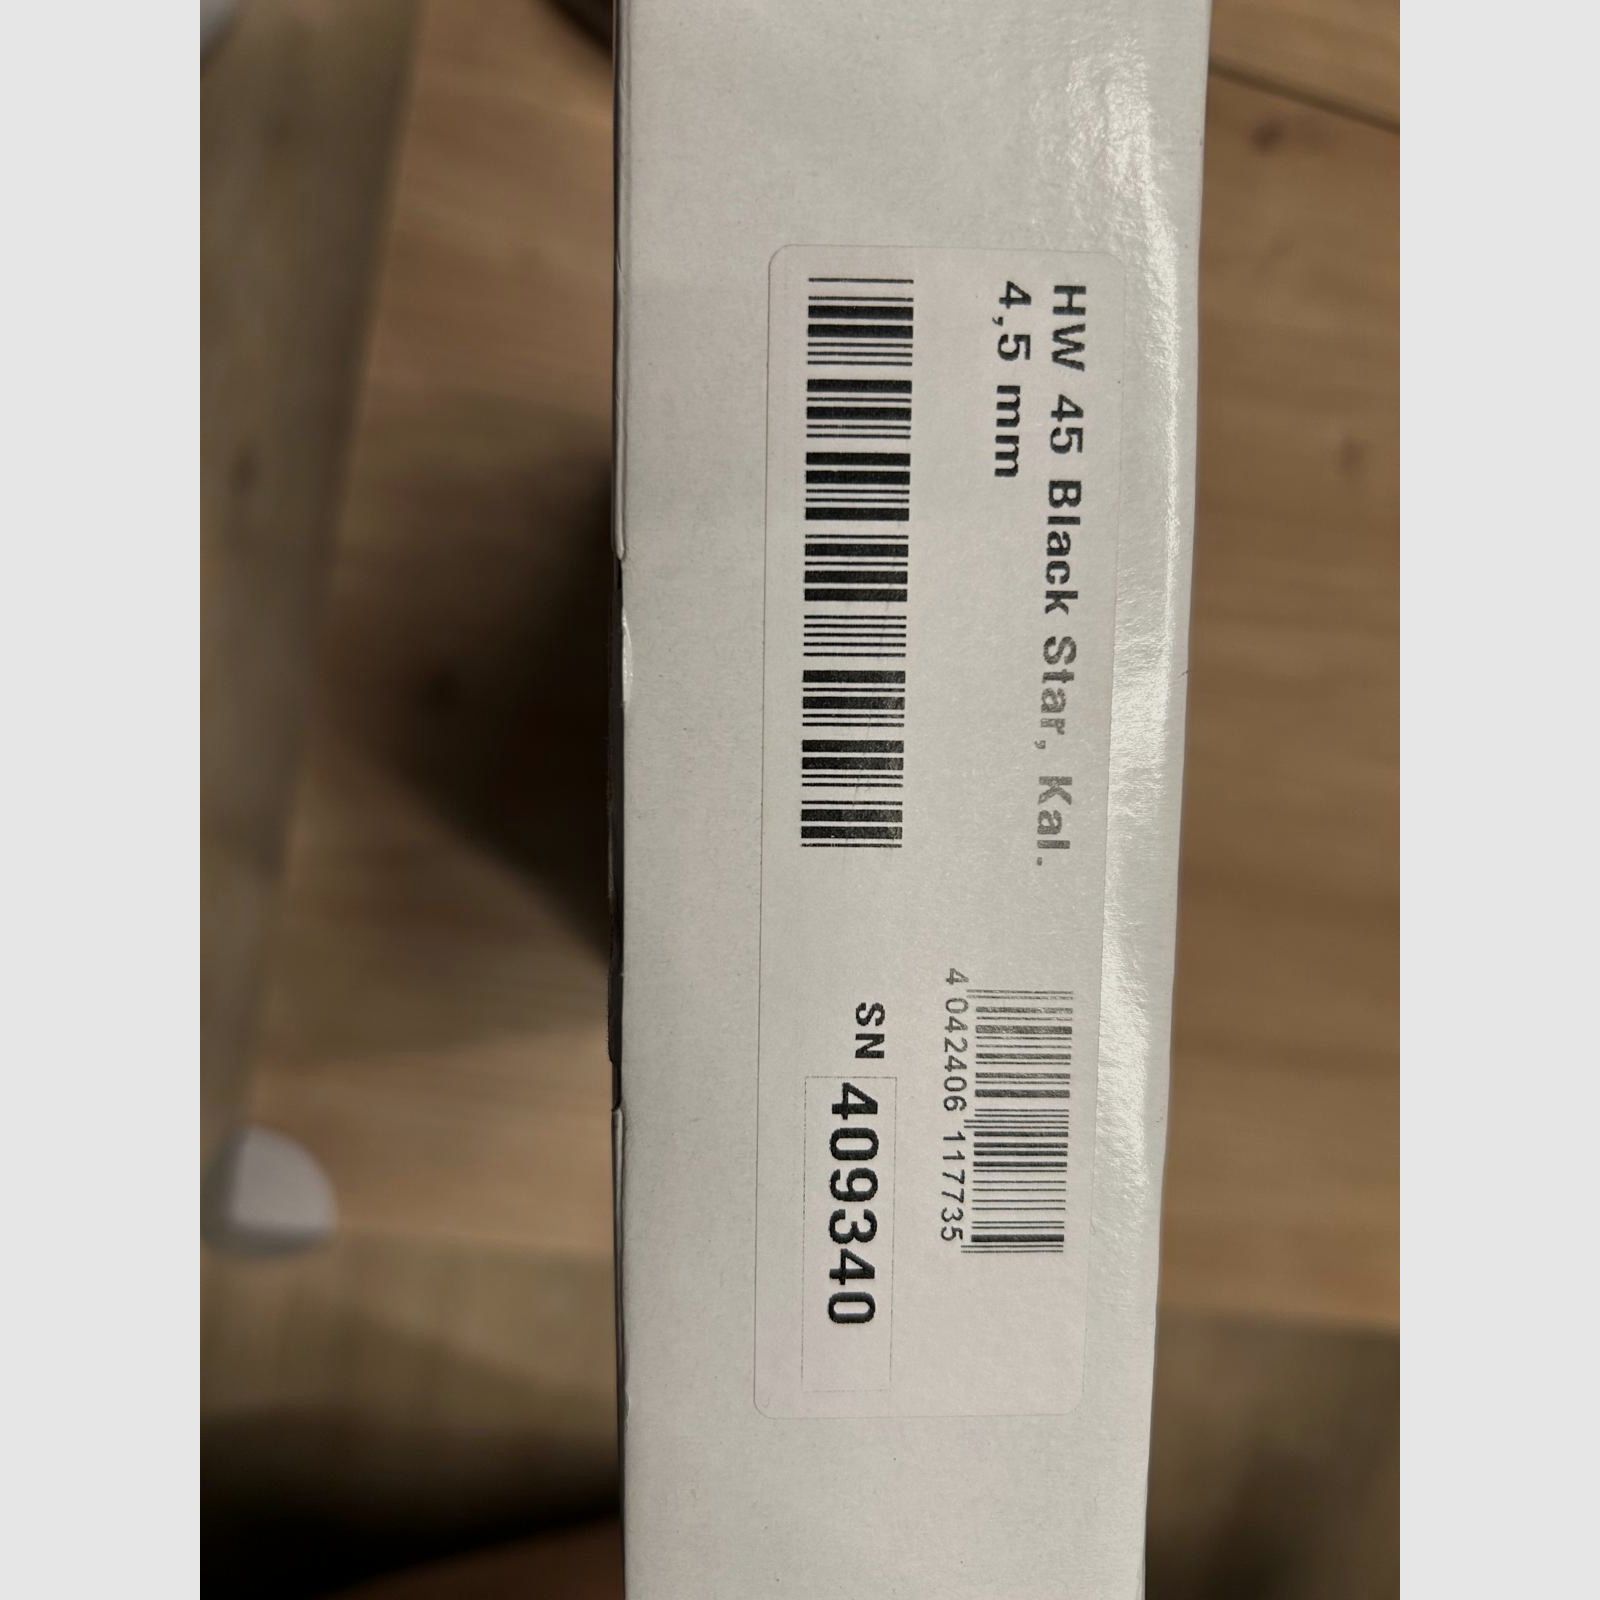 HW 45 Black Star, Kal.
4,5 mm
4 042406 117735
SN 409340